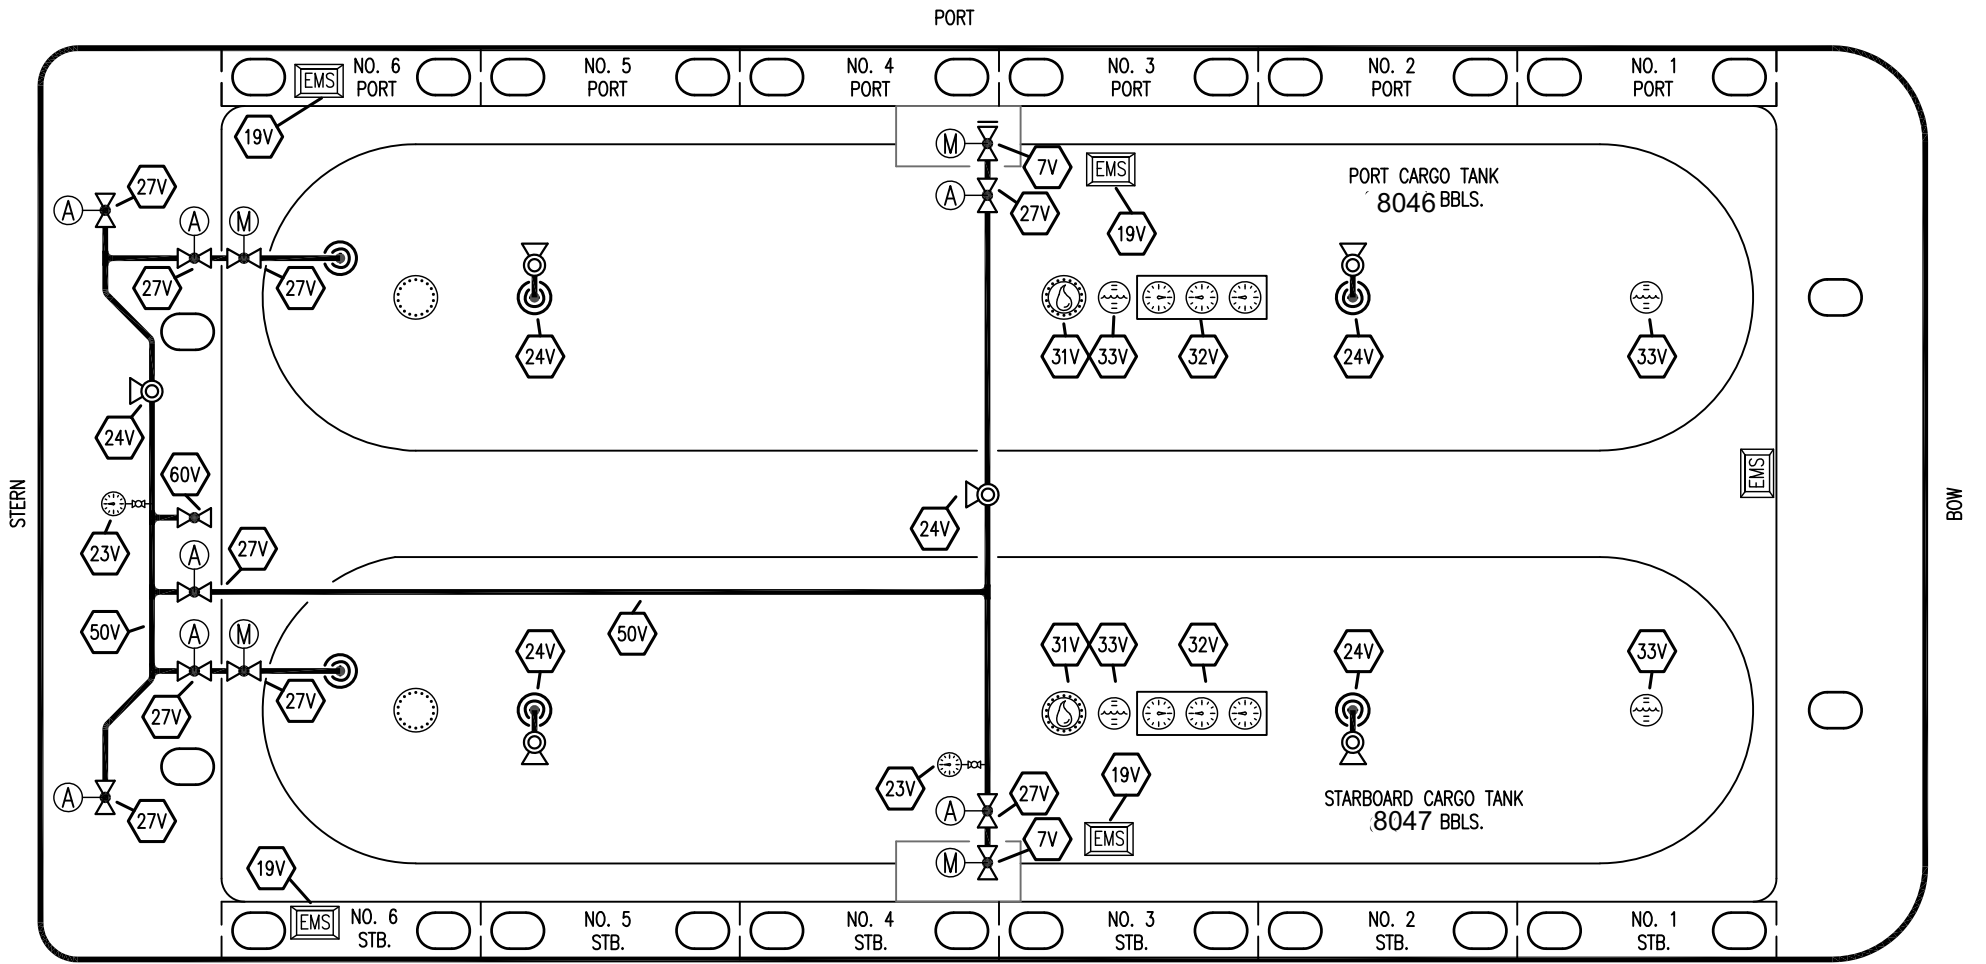 PORT
NO. 6
PORT
NO. 5
PORT
NO. 4
PORT
NO. 3
PORT
NO. 2
PORT
NO. 1
PORT
EMS
19V
M
7V
EMS
A
27V
19V
PORT CARGO TANK
8046 BBLS.
27V
A
A
M
27V
27V
24V
31V
33V
32V
24V
33V
24V
60V
23V
A
27V
24V
EMS
STERN
BOW
50V
A
M
50V
27V
27V
24V
31V
33V
32V
24V
33V
A
27V
23V
A
27V
19V
M
7V
EMS
STARBOARD CARGO TANK
8047 BBLS.
19V
EMS
NO. 6
STB.
NO. 5
STB.
NO. 4
STB.
NO. 3
STB.
NO. 2
STB.
NO. 1
STB.